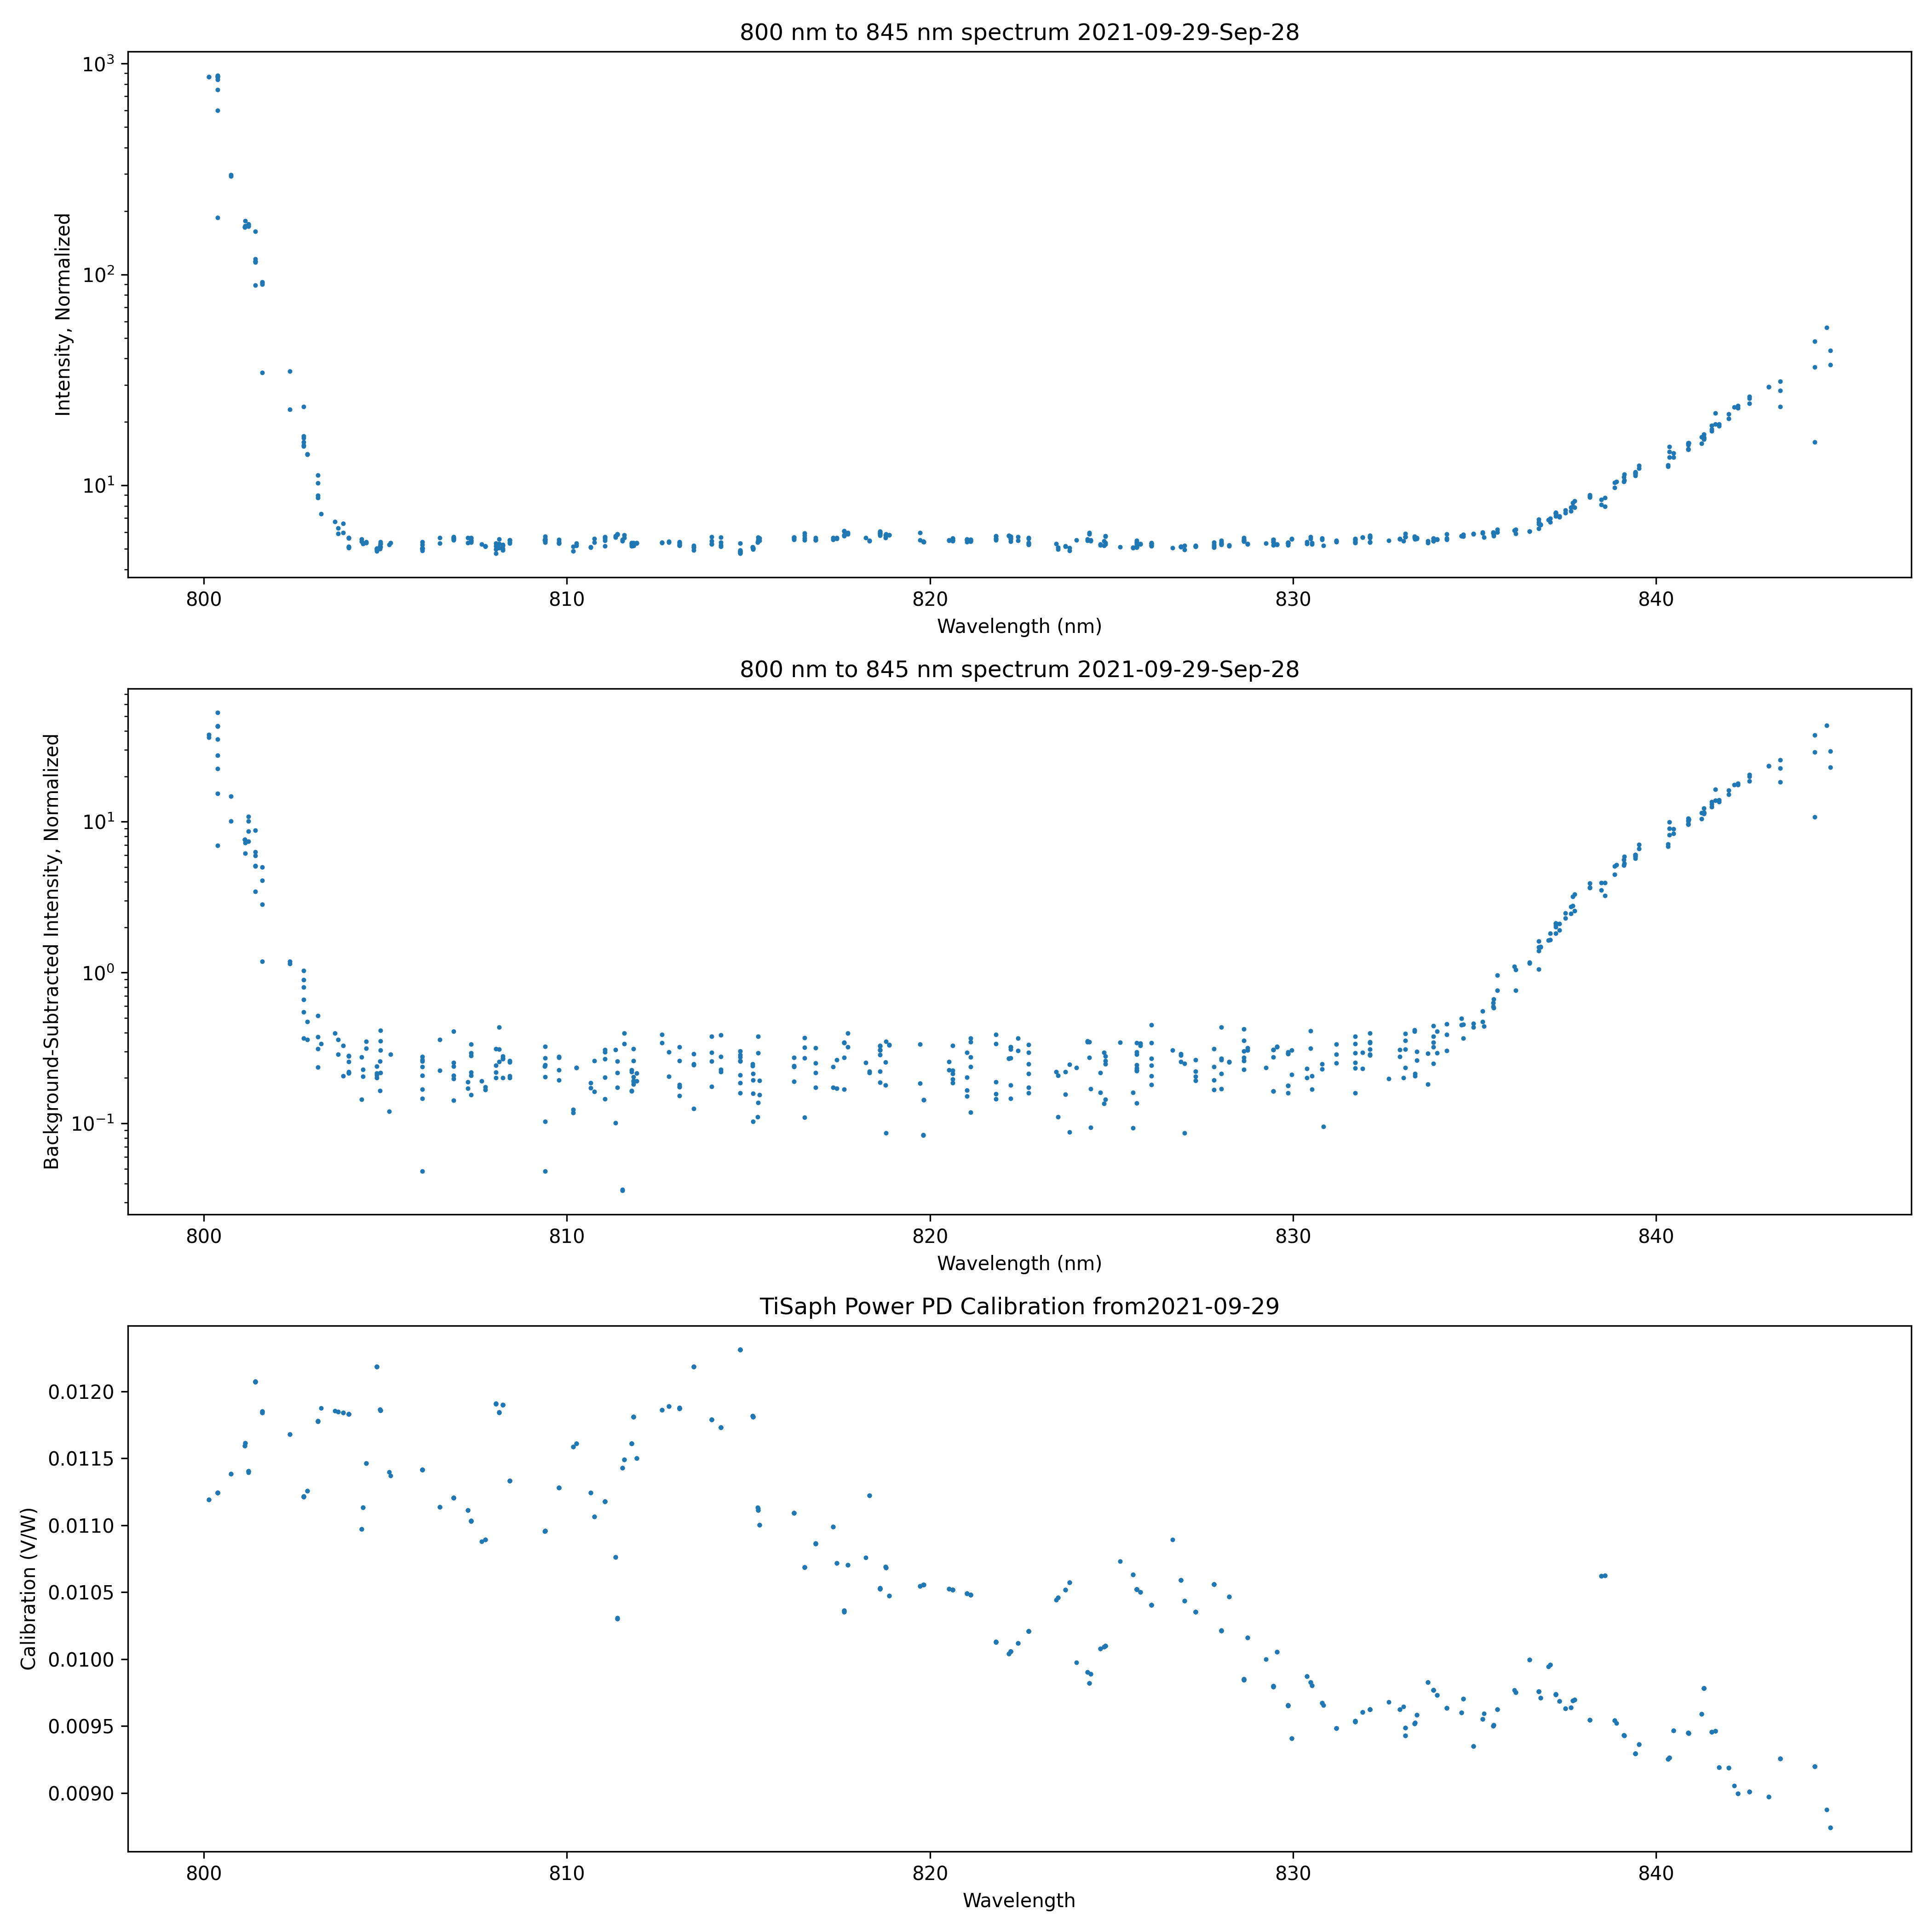 800 nm to 845 nm spectrum 2021-09-29-Sep-28
Intensity, Normalized
10³
10²
10¹
800 810 820 830 840
Wavelength (nm)
800 nm to 845 nm spectrum 2021-09-29-Sep-28
Background-Subtracted Intensity, Normalized
10¹
10⁰
10⁻¹
800 810 820 830 840
Wavelength (nm)
TiSaph Power PD Calibration from2021-09-29
Calibration (V/W)
0.0120
0.0115
0.0110
0.0105
0.0100
0.0095
0.0090
800 810 820 830 840
Wavelength